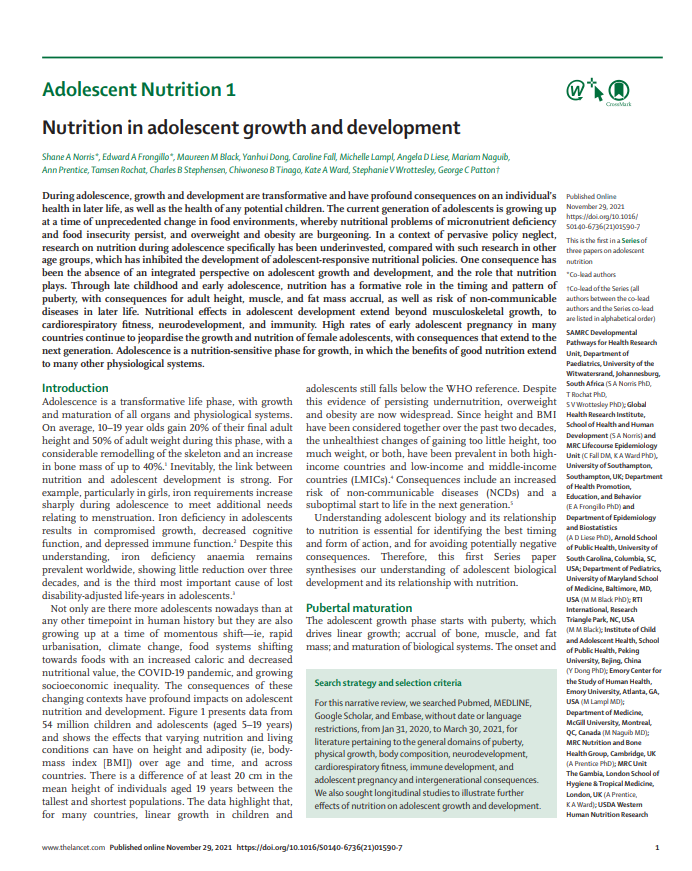 Adolescent Nutrition 1
CrossMark
Nutrition in adolescent growth and development
Shane A Norris*, Edward A Frongillo*, Maureen M Black, Yanhui Dong, Caroline Fall, Michelle Lampl, Angela D Liese, Mariam Naguib,
Ann Prentice, Tamsen Rochat, Charles B Stephensen, Chiwoneso B Tinago, Kate A Ward, Stephanie V Wrottesley, George C Patton†
During adolescence, growth and development are transformative and have profound consequences on an individual's
health in later life, as well as the health of any potential children. The current generation of adolescents is growing up
at a time of unprecedented change in food environments, whereby nutritional problems of micronutrient deficiency
and food insecurity persist, and overweight and obesity are burgeoning. In a context of pervasive policy neglect,
research on nutrition during adolescence specifically has been underinvested, compared with such research in other
age groups, which has inhibited the development of adolescent-responsive nutritional policies. One consequence has
been the absence of an integrated perspective on adolescent growth and development, and the role that nutrition
plays. Through late childhood and early adolescence, nutrition has a formative role in the timing and pattern of
puberty, with consequences for adult height, muscle, and fat mass accrual, as well as risk of non-communicable
diseases in later life. Nutritional effects in adolescent development extend beyond musculoskeletal growth, to
cardiorespiratory fitness, neurodevelopment, and immunity. High rates of early adolescent pregnancy in many
countries continue to jeopardise the growth and nutrition of female adolescents, with consequences that extend to the
next generation. Adolescence is a nutrition-sensitive phase for growth, in which the benefits of good nutrition extend
to many other physiological systems.
Introduction
Adolescence is a transformative life phase, with growth
and maturation of all organs and physiological systems.
On average, 10–19 year olds gain 20% of their final adult
height and 50% of adult weight during this phase, with a
considerable remodelling of the skeleton and an increase
in bone mass of up to 40%.¹ Inevitably, the link between
nutrition and adolescent development is strong. For
example, particularly in girls, iron requirements increase
sharply during adolescence to meet additional needs
relating to menstruation. Iron deficiency in adolescents
results in compromised growth, decreased cognitive
function, and depressed immune function.² Despite this
understanding, iron deficiency anaemia remains
prevalent worldwide, showing little reduction over three
decades, and is the third most important cause of lost
disability-adjusted life-years in adolescents.³
Not only are there more adolescents nowadays than at
any other timepoint in human history but they are also
growing up at a time of momentous shift—ie, rapid
urbanisation, climate change, food systems shifting
towards foods with an increased caloric and decreased
nutritional value, the COVID-19 pandemic, and growing
socioeconomic inequality. The consequences of these
changing contexts have profound impacts on adolescent
nutrition and development. Figure 1 presents data from
54 million children and adolescents (aged 5–19 years)
and shows the effects that varying nutrition and living
conditions can have on height and adiposity (ie, body-
mass index [BMI]) over age and time, and across
countries. There is a difference of at least 20 cm in the
mean height of individuals aged 19 years between the
tallest and shortest populations. The data highlight that,
for many countries, linear growth in children and
adolescents still falls below the WHO reference. Despite
this evidence of persisting undernutrition, overweight
and obesity are now widespread. Since height and BMI
have been considered together over the past two decades,
the unhealthiest changes of gaining too little height, too
much weight, or both, have been prevalent in both high-
income countries and low-income and middle-income
countries (LMICs).⁴ Consequences include an increased
risk of non-communicable diseases (NCDs) and a
suboptimal start to life in the next generation.⁵
Understanding adolescent biology and its relationship
to nutrition is essential for identifying the best timing
and form of action, and for avoiding potentially negative
consequences. Therefore, this first Series paper
synthesises our understanding of adolescent biological
development and its relationship with nutrition.
Pubertal maturation
The adolescent growth phase starts with puberty, which
drives linear growth; accrual of bone, muscle, and fat
mass; and maturation of biological systems. The onset and
Search strategy and selection criteria
For this narrative review, we searched Pubmed, MEDLINE,
Google Scholar, and Embase, without date or language
restrictions, from Jan 31, 2020, to March 30, 2021, for
literature pertaining to the general domains of puberty,
physical growth, body composition, neurodevelopment,
cardiorespiratory fitness, immune development, and
adolescent pregnancy and intergenerational consequences.
We also sought longitudinal studies to illustrate further
effects of nutrition on adolescent growth and development.
Published Online
November 29, 2021
https://doi.org/10.1016/
S0140-6736(21)01590-7
This is the first in a Series of
three papers on adolescent
nutrition
*Co-lead authors
†Co-lead of the Series (all
authors between the co-lead
authors and the Series co-lead
are listed in alphabetical order)
SAMRC Developmental
Pathways for Health Research
Unit, Department of
Paediatrics, University of the
Witwatersrand, Johannesburg,
South Africa (S A Norris PhD,
T Rochat PhD,
S V Wrottesley PhD); Global
Health Research Institute,
School of Health and Human
Development (S A Norris) and
MRC Lifecourse Epidemiology
Unit (C Fall DM, K A Ward PhD),
University of Southampton,
Southampton, UK; Department
of Health Promotion,
Education, and Behavior
(E A Frongillo PhD) and
Department of Epidemiology
and Biostatistics
(A D Liese PhD), Arnold School
of Public Health, University of
South Carolina, Columbia, SC,
USA; Department of Pediatrics,
University of Maryland School
of Medicine, Baltimore, MD,
USA (M M Black PhD); RTI
International, Research
Triangle Park, NC, USA
(M M Black); Institute of Child
and Adolescent Health, School
of Public Health, Peking
University, Beijing, China
(Y Dong PhD); Emory Center for
the Study of Human Health,
Emory University, Atlanta, GA,
USA (M Lampl MD);
Department of Medicine,
McGill University, Montreal,
QC, Canada (M Naguib MD);
MRC Nutrition and Bone
Health Group, Cambridge, UK
(A Prentice PhD); MRC Unit
The Gambia, London School of
Hygiene & Tropical Medicine,
London, UK (A Prentice,
K A Ward); USDA Western
Human Nutrition Research
www.thelancet.com Published online November 29, 2021 https://doi.org/10.1016/S0140-6736(21)01590-7
1